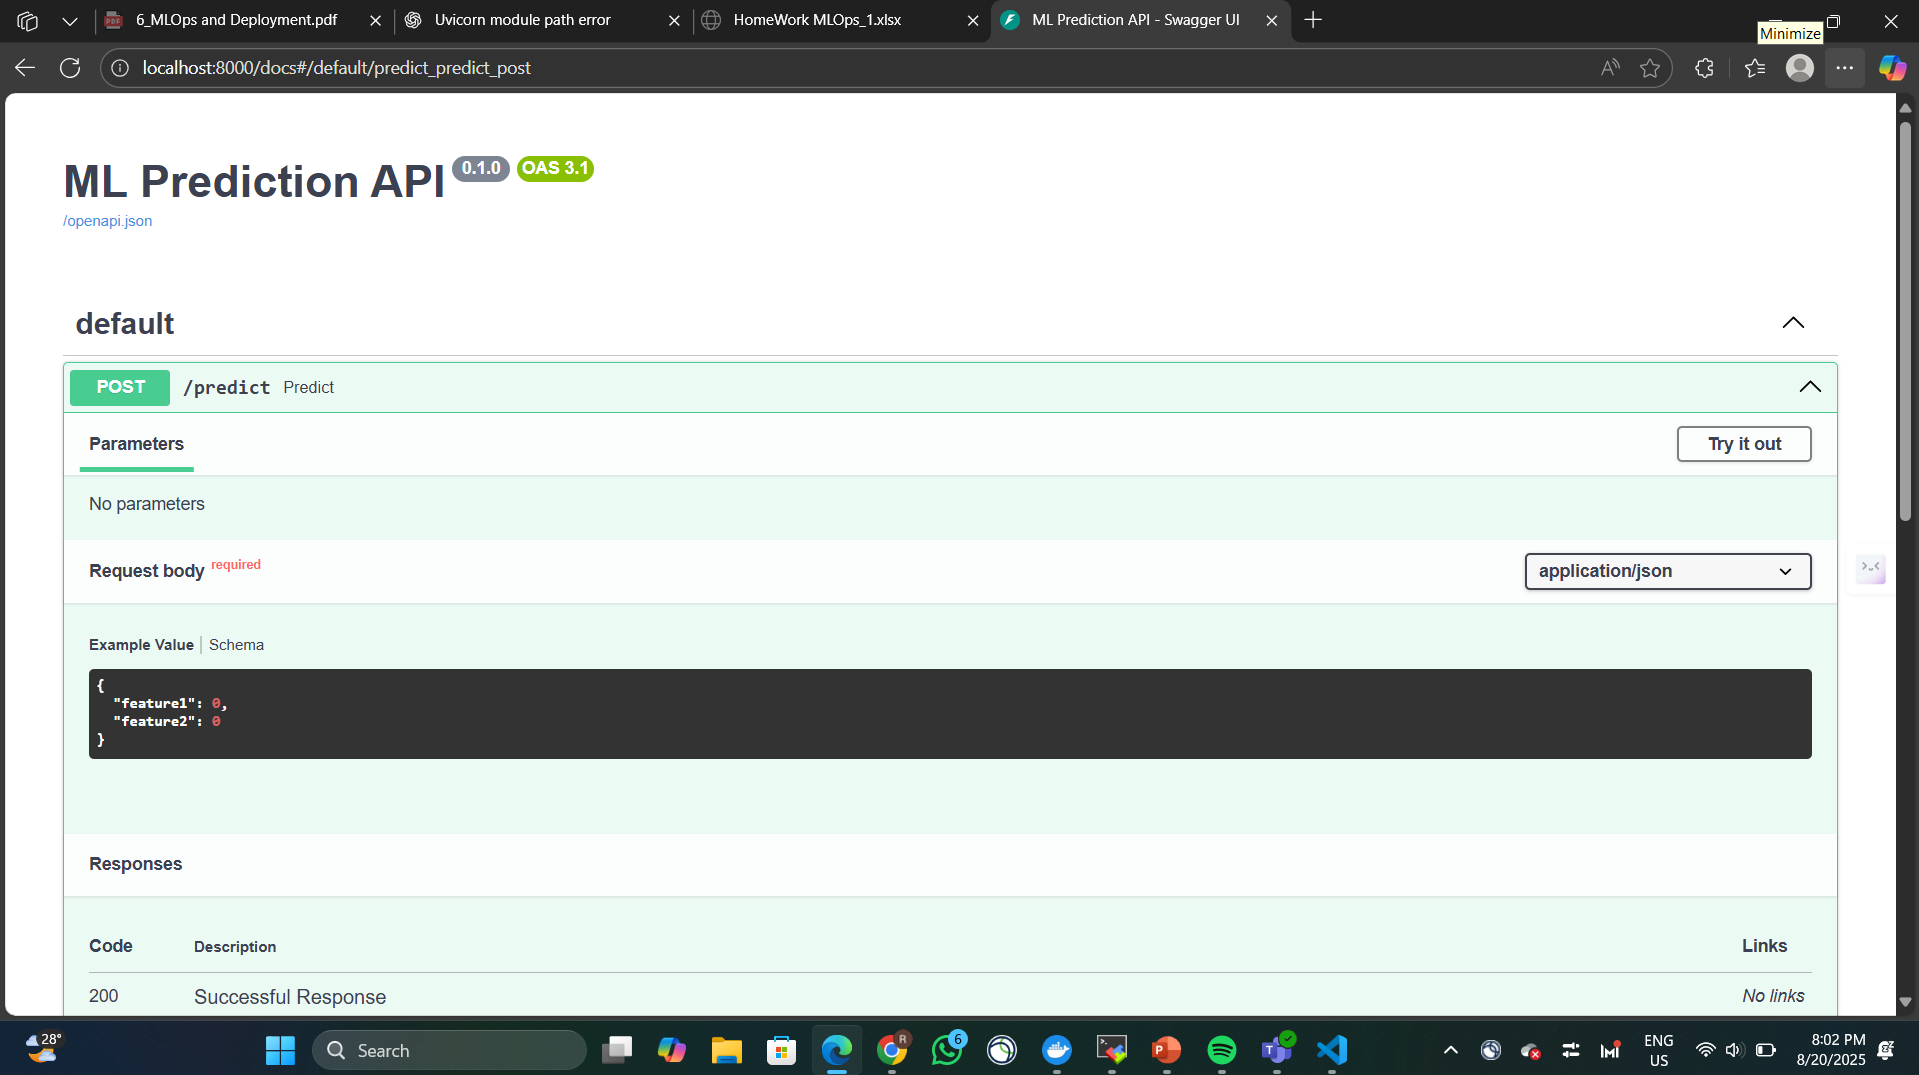 6_MLOps and Deployment.pdf
Uvicorn module path error
HomeWork MLOps_1.xlsx
ML Prediction API - Swagger UI
Minimize
localhost:8000/docs#/default/predict_predict_post
ML Prediction API 0.1.0 OAS 3.1
/openapi.json
default
POST /predict Predict
Parameters
Try it out
No parameters
Request body required
application/json
Example Value | Schema
{
"feature1": 0,
"feature2": 0
}
Responses
Code Description Links
200 Successful Response No links
28°
Search
R
6
ENG
US
8:02 PM
8/20/2025